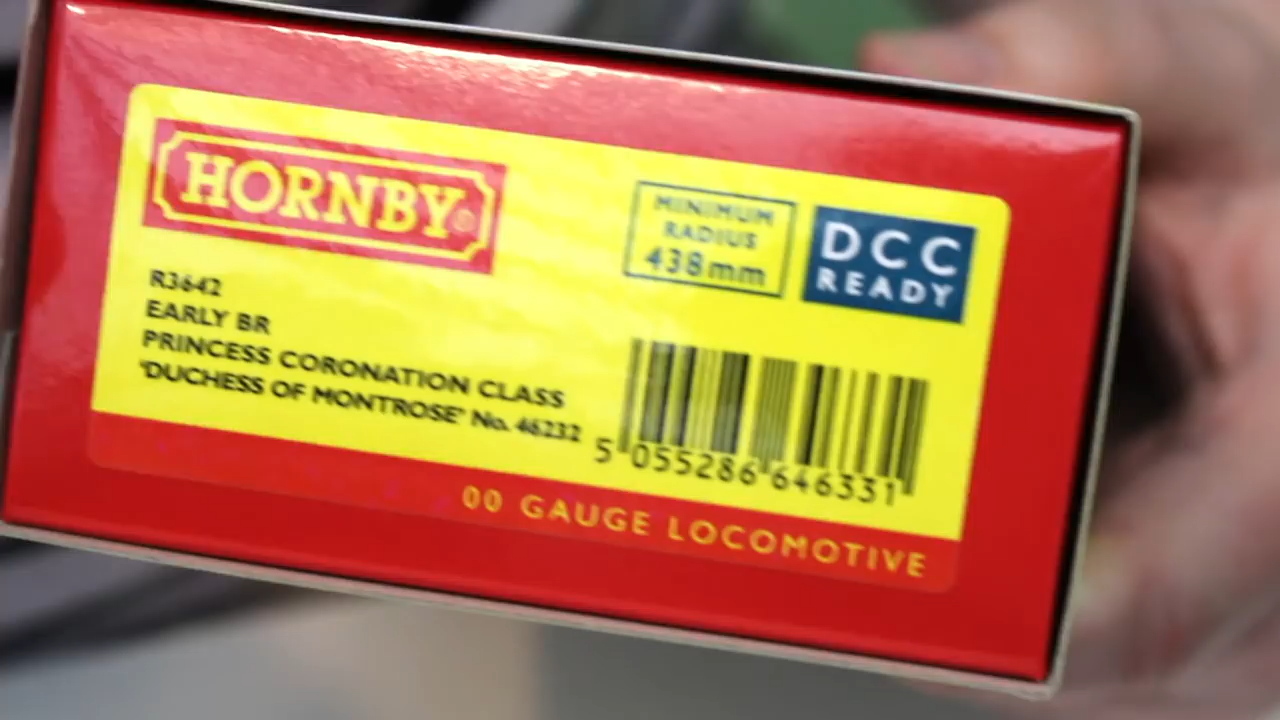 HORNBY®
MINIMUM
RADIUS
438mm
DCC
READY
R3642
EARLY BR
PRINCESS CORONATION CLASS
'DUCHESS OF MONTROSE' No. 46232
5 055286 646331
00 GAUGE LOCOMOTIVE